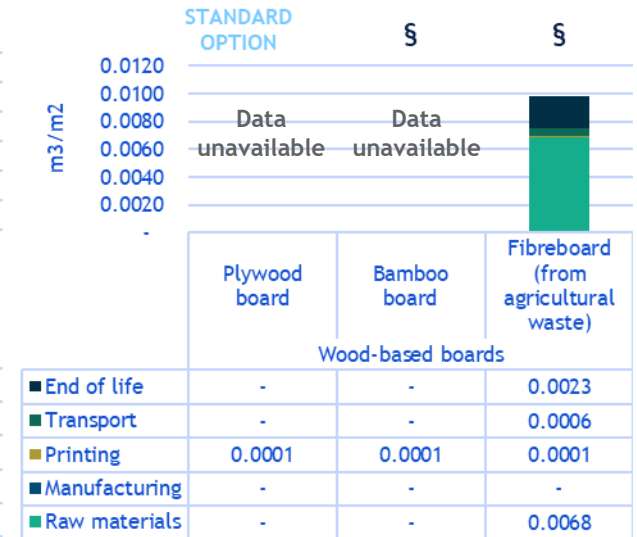 STANDARD
OPTION
§
§
0.0120
0.0100
0.0080
0.0060
0.0040
0.0020
-
m3/m2
Data
unavailable
Data
unavailable
Plywood
board
Bamboo
board
Fibreboard
(from
agricultural
waste)
Wood-based boards
End of life - - 0.0023
Transport - - 0.0006
Printing 0.0001 0.0001 0.0001
Manufacturing - - -
Raw materials - - 0.0068